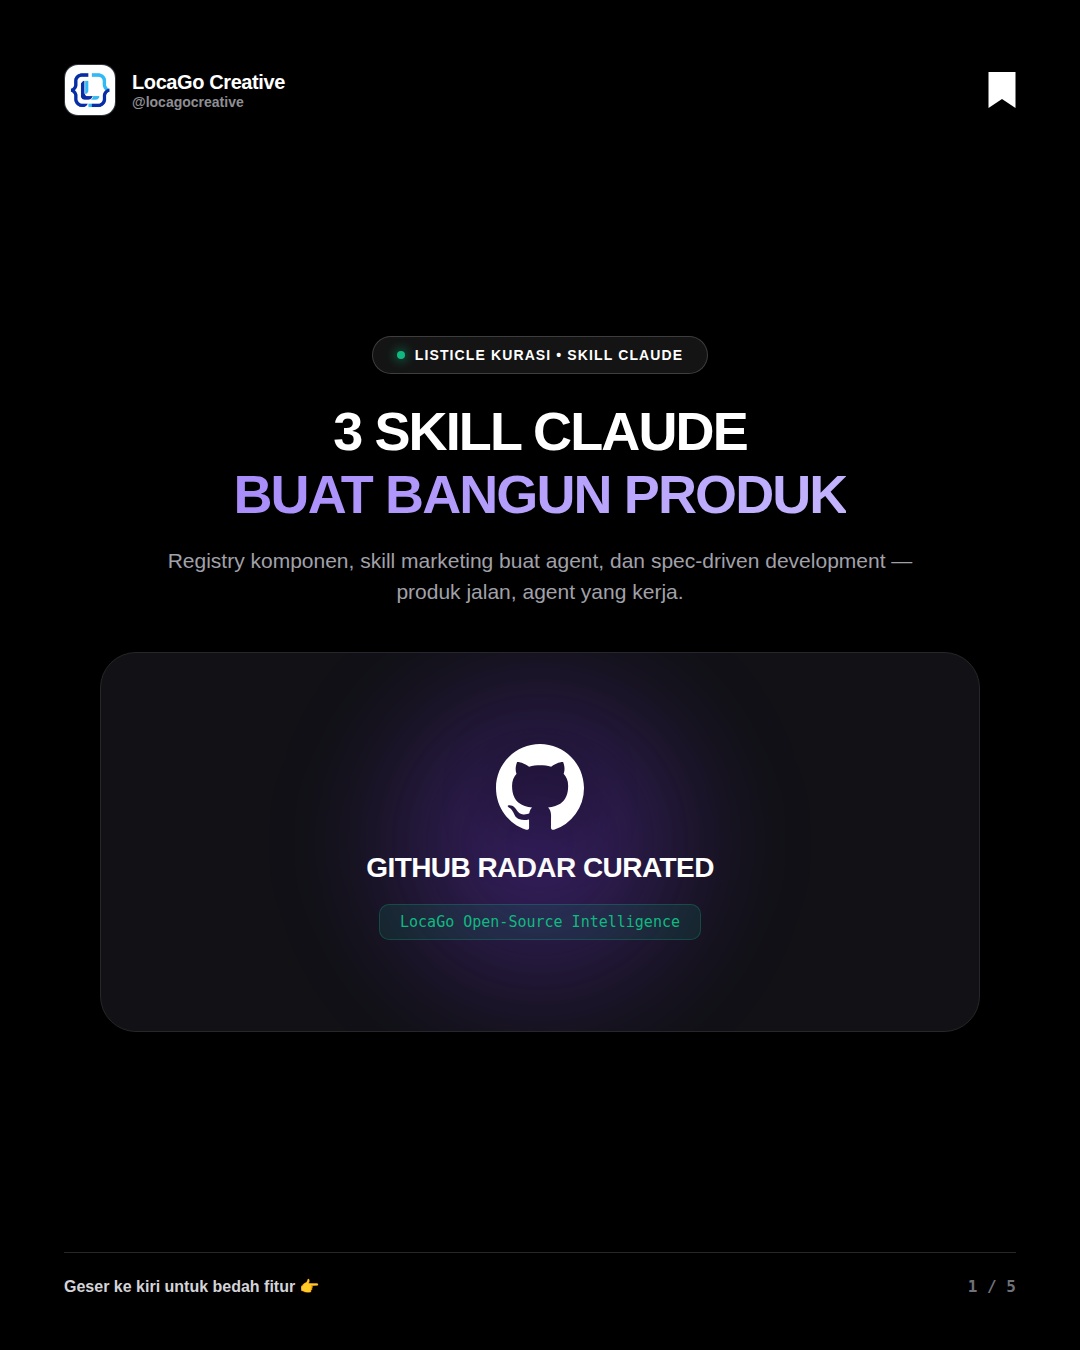 LocaGo Creative
@locagocreative
LISTICLE KURASI • SKILL CLAUDE
3 SKILL CLAUDE
BUAT BANGUN PRODUK
Registry komponen, skill marketing buat agent, dan spec-driven development —
produk jalan, agent yang kerja.
GITHUB RADAR CURATED
LocaGo Open-Source Intelligence
Geser ke kiri untuk bedah fitur 👉
1 / 5